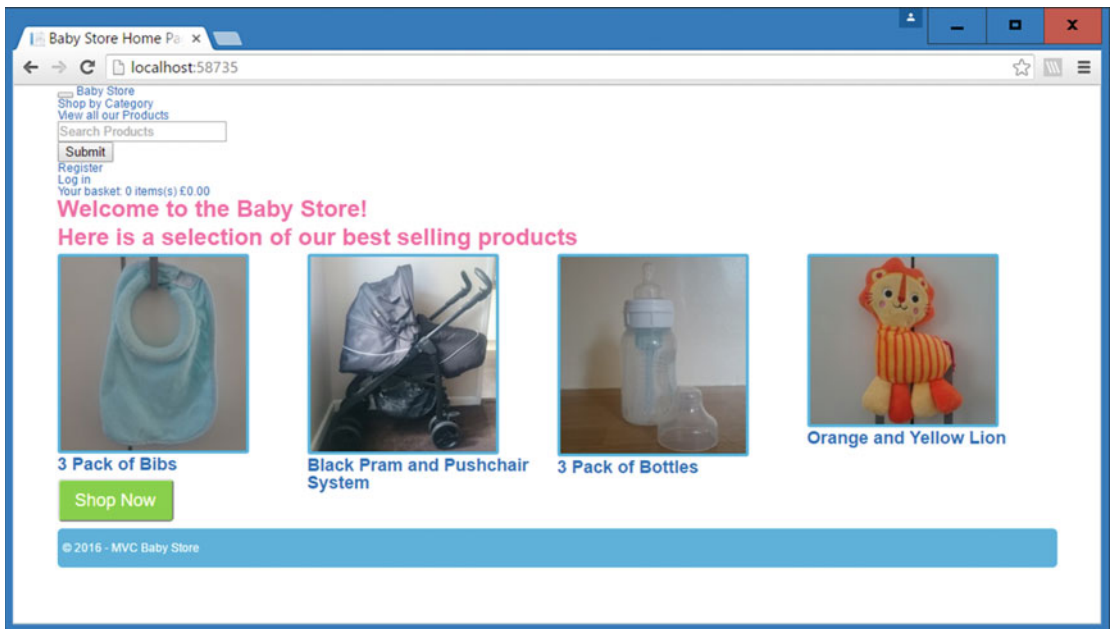 Baby Store Home Pa
localhost:58735
Baby Store
Shop by Category
View all our Products
Search Products
Submit
Register
Log in
Your basket: 0 items(s) £0.00
Welcome to the Baby Store!
Here is a selection of our best selling products
3 Pack of Bibs
Black Pram and Pushchair
System
3 Pack of Bottles
Orange and Yellow Lion
Shop Now
© 2016 - MVC Baby Store